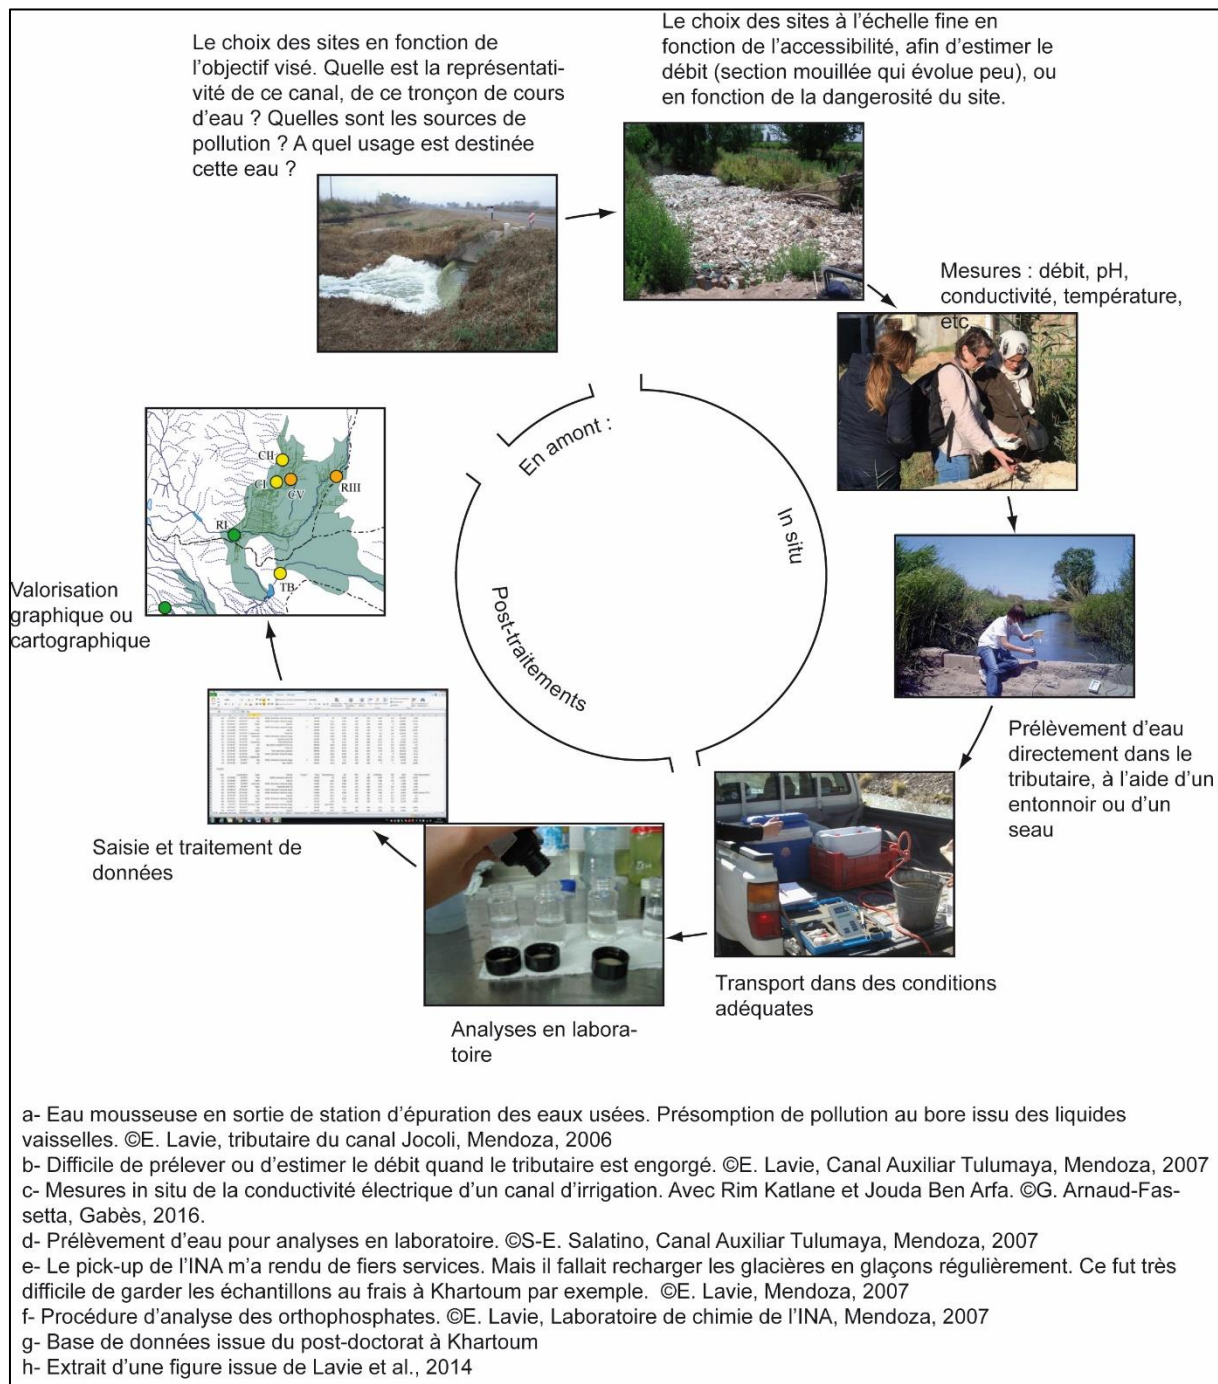 Le choix des sites en fonction de
l'objectif visé. Quelle est la représentati-
vité de ce canal, de ce tronçon de cours
d'eau ? Quelles sont les sources de
pollution ? A quel usage est destinée
cette eau ?
Le choix des sites à l'échelle fine en
fonction de l'accessibilité, afin d'estimer le
débit (section mouillée qui évolue peu), ou
en fonction de la dangerosité du site.
Mesures : débit, pH,
conductivité, température,
etc
Prélèvement d'eau
directement dans le
tributaire, à l'aide d'un
entonnoir ou d'un
seau
Transport dans des conditions
adéquates
Analyses en labora-
toire
Saisie et traitement de
données
Valorisation
graphique ou
cartographique
CII
CI
CV
RIII
RI
TB
En amont :
In situ
Post-traitements
a- Eau mousseuse en sortie de station d'épuration des eaux usées. Présomption de pollution au bore issu des liquides
vaisselles. ©E. Lavie, tributaire du canal Jocoli, Mendoza, 2006
b- Difficile de prélever ou d'estimer le débit quand le tributaire est engorgé. ©E. Lavie, Canal Auxiliar Tulumaya, Mendoza, 2007
c- Mesures in situ de la conductivité électrique d'un canal d'irrigation. Avec Rim Katlane et Jouda Ben Arfa. ©G. Arnaud-Fas-
setta, Gabès, 2016.
d- Prélèvement d'eau pour analyses en laboratoire. ©S-E. Salatino, Canal Auxiliar Tulumaya, Mendoza, 2007
e- Le pick-up de l'INA m'a rendu de fiers services. Mais il fallait recharger les glacières en glaçons régulièrement. Ce fut très
difficile de garder les échantillons au frais à Khartoum par exemple. ©E. Lavie, Mendoza, 2007
f- Procédure d'analyse des orthophosphates. ©E. Lavie, Laboratoire de chimie de l'INA, Mendoza, 2007
g- Base de données issue du post-doctorat à Khartoum
h- Extrait d'une figure issue de Lavie et al., 2014